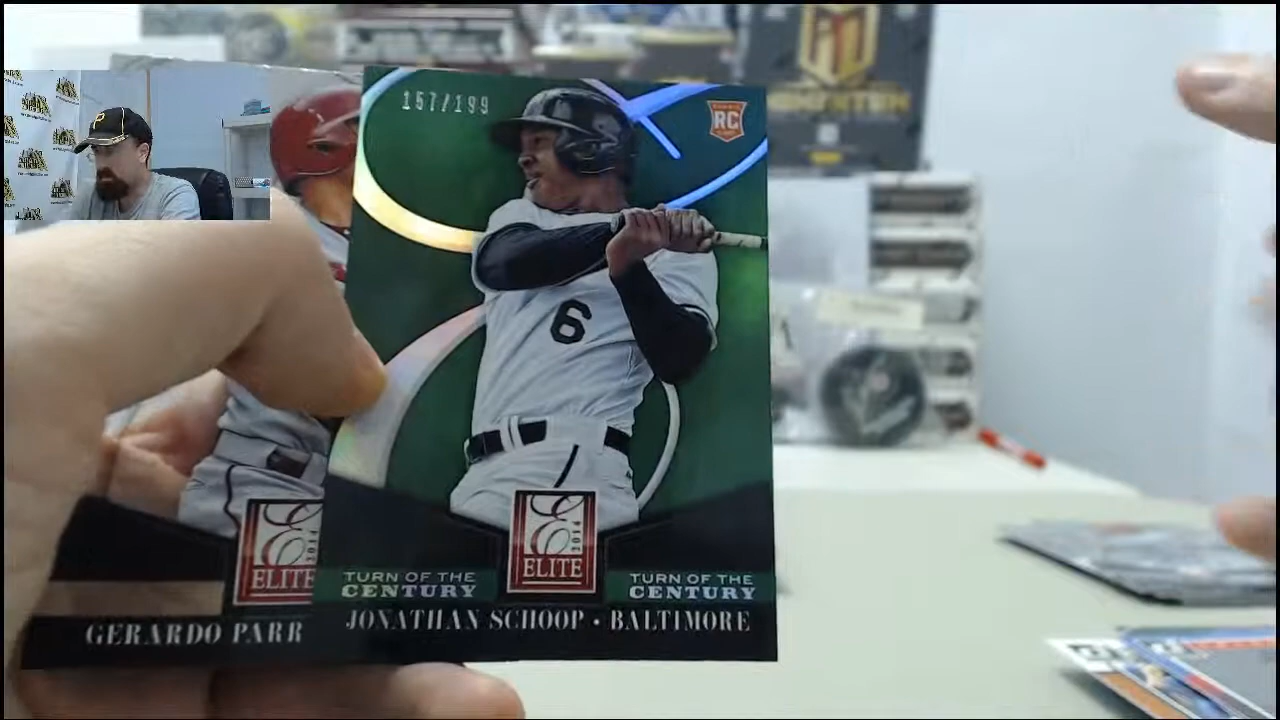 157/199
RC
6
E
2014
ELITE
TURN OF THE
CENTURY
TURN OF THE
CENTURY
JONATHAN SCHOOP • BALTIMORE
E
2014
ELITE
GERARDO PARR
P